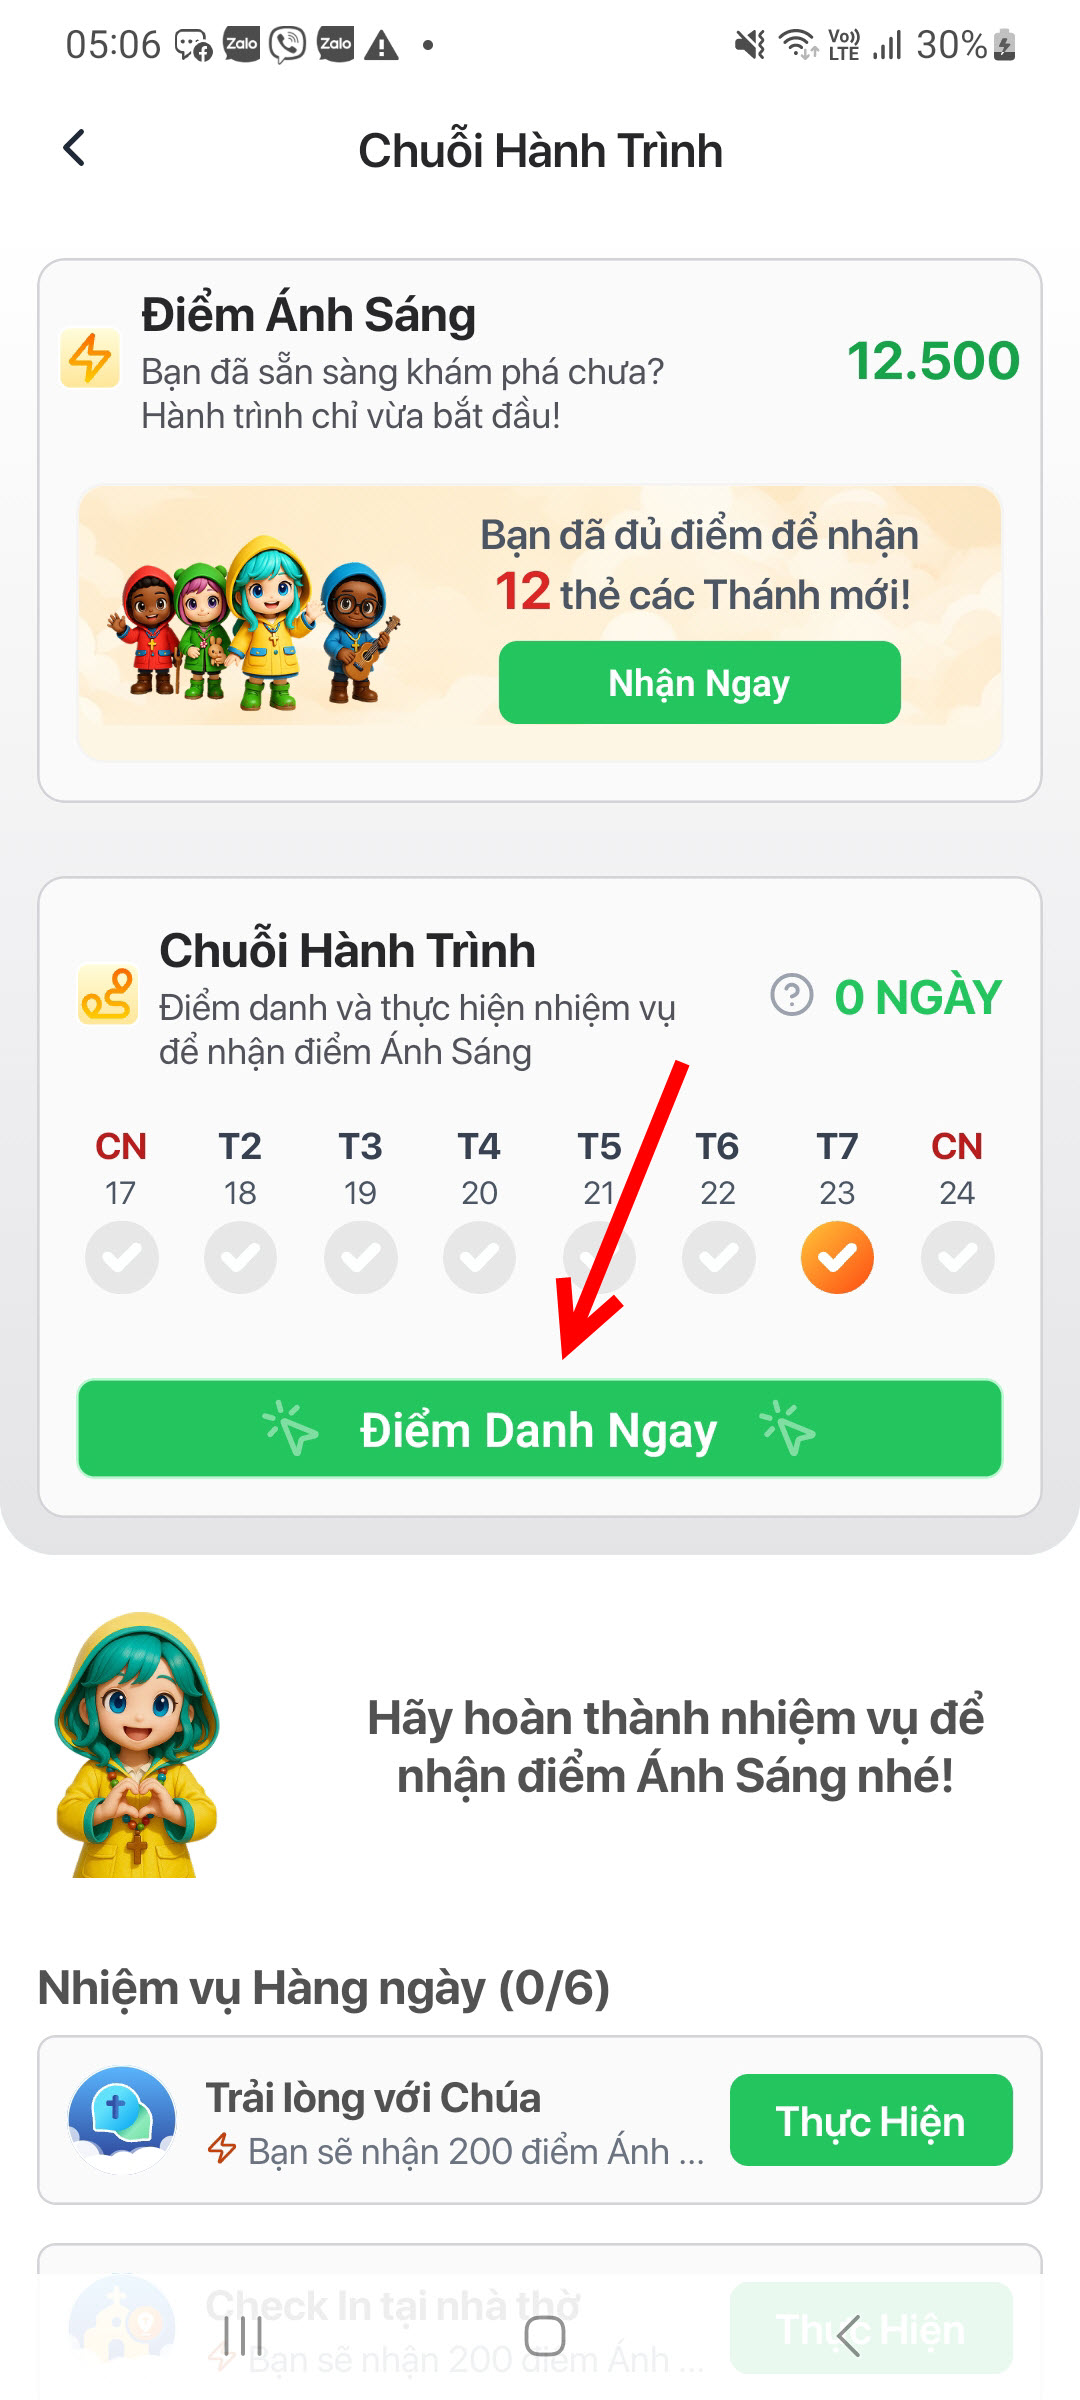 05:06
Zalo
Zalo
Vo))
LTE
30%
Chuỗi Hành Trình
Điểm Ánh Sáng
Bạn đã sẵn sàng khám phá chưa?
Hành trình chỉ vừa bắt đầu!
12.500
Bạn đã đủ điểm để nhận
12 thẻ các Thánh mới!
Nhận Ngay
Chuỗi Hành Trình
Điểm danh và thực hiện nhiệm vụ
để nhận điểm Ánh Sáng
? 0 NGÀY
CN T2 T3 T4 T5 T6 T7 CN
17 18 19 20 21 22 23 24
Điểm Danh Ngay
Hãy hoàn thành nhiệm vụ để
nhận điểm Ánh Sáng nhé!
Nhiệm vụ Hàng ngày (0/6)
Trải lòng với Chúa
Bạn sẽ nhận 200 điểm Ánh ...
Thực Hiện
Check In tại nhà thờ
Bạn sẽ nhận 200 điểm Ánh ...
Thực Hiện